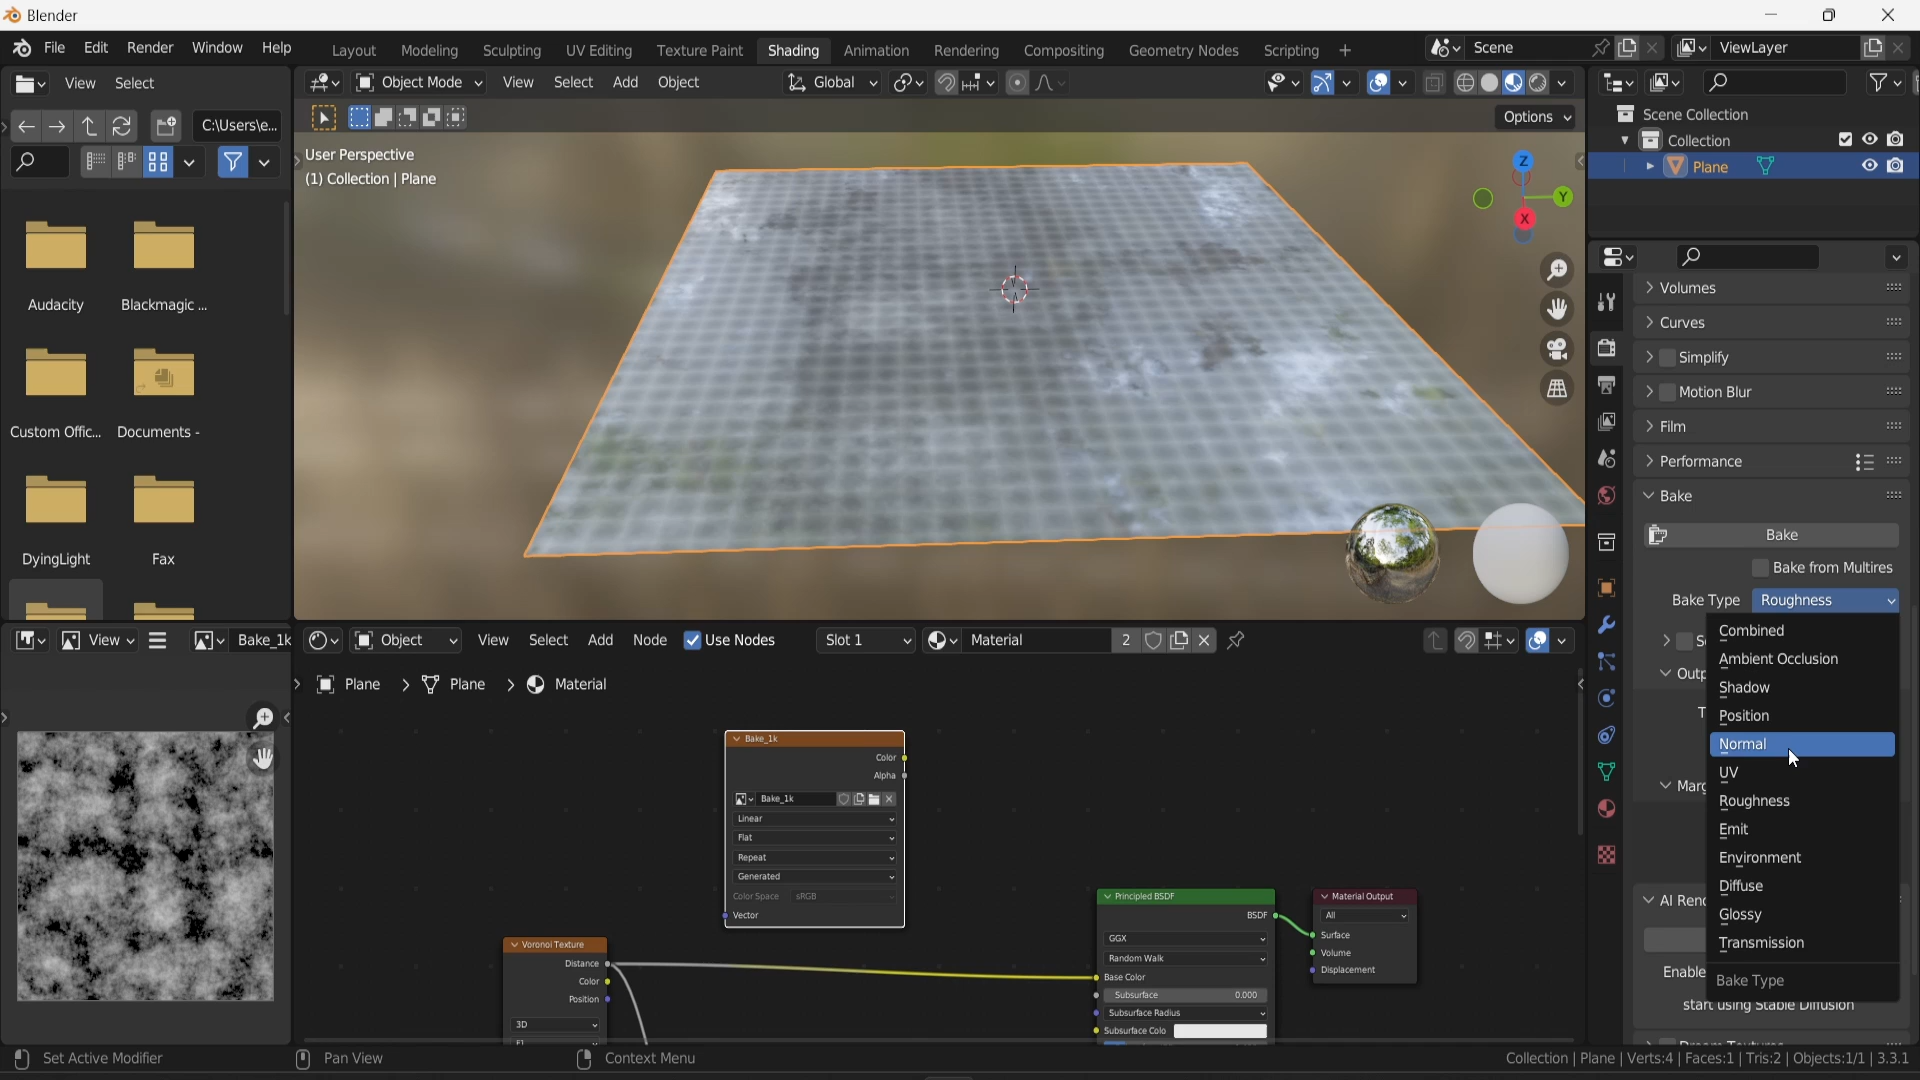 Blender
File Edit Render Window Help Layout Modeling Sculpting UV Editing Texture Paint Shading Animation Rendering Compositing Geometry Nodes Scripting + Scene ViewLayer
View Select Object Mode View Select Add Object Global
C:\Users\e... Options
User Perspective
(1) Collection | Plane
Z
Y
X
Scene Collection
Collection
Plane
Audacity Blackmagic ...
Custom Offic... Documents -
DyingLight Fax
Volumes
Curves
Simplify
Motion Blur
Film
Performance
Bake
Bake
Bake from Multires
Bake Type Roughness
Combined
Ambient Occlusion
Shadow
Position
Normal
UV
Roughness
Emit
Environment
Diffuse
Glossy
Transmission
Bake Type
Outp
Marg
AI Rend
Enable
start using Stable Diffusion
View Bake_1k Object View Select Add Node Use Nodes Slot 1 Material 2
Plane > Plane > Material
Bake_1k
Color
Alpha
Bake_1k
Linear
Flat
Repeat
Generated
Color Space sRGB
Vector
Voronoi Texture
Distance
Color
Position
3D
F1
Principled BSDF
BSDF
GGX
Random Walk
Base Color
Subsurface 0.000
Subsurface Radius
Subsurface Colo
Material Output
All
Surface
Volume
Displacement
Set Active Modifier Pan View Context Menu Collection | Plane | Verts:4 | Faces:1 | Tris:2 | Objects:1/1 | 3.3.1